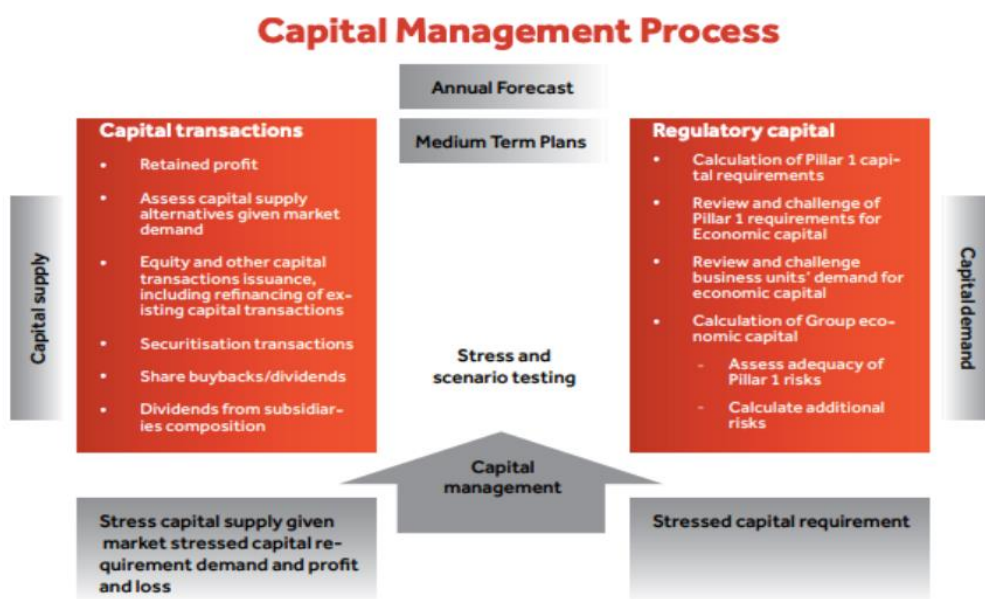 Capital Management Process
Annual Forecast
Medium Term Plans
Capital supply
Capital transactions
• Retained profit
• Assess capital supply
alternatives given market
demand
• Equity and other capital
transactions issuance,
including refinancing of ex-
isting capital transactions
• Securitisation transactions
• Share buybacks/dividends
• Dividends from subsidiar-
ies composition
Stress and
scenario testing
Capital
management
Regulatory capital
• Calculation of Pillar 1 capi-
tal requirements
• Review and challenge of
Pillar 1 requirements for
Economic capital
• Review and challenge
business units' demand for
economic capital
• Calculation of Group eco-
nomic capital
- Assess adequacy of
Pillar 1 risks
- Calculate additional
risks
Capital demand
Stress capital supply given
market stressed capital re-
quirement demand and profit
and loss
Stressed capital requirement